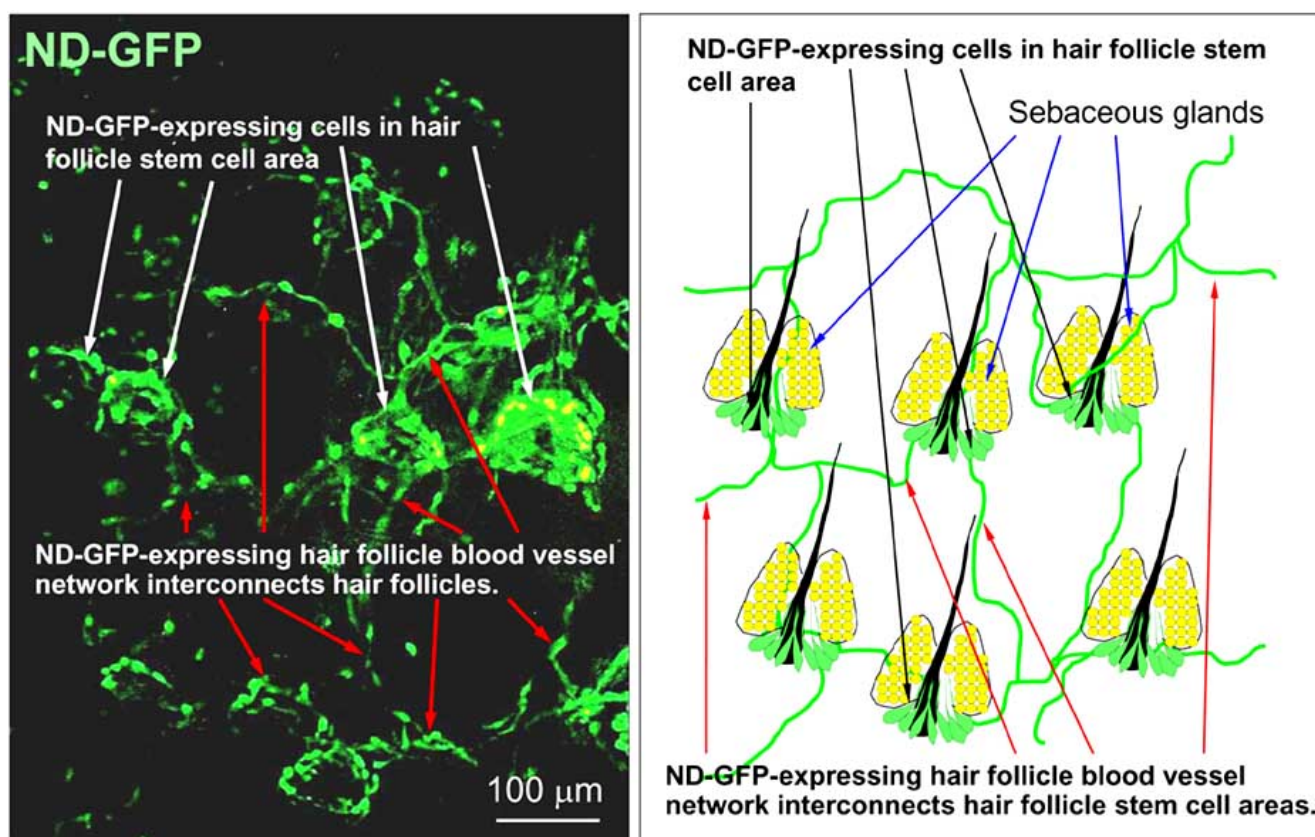 ND-GFP
ND-GFP-expressing cells in hair
follicle stem cell area
ND-GFP-expressing hair follicle blood vessel
network interconnects hair follicles.
100 μm
ND-GFP-expressing cells in hair follicle stem
cell area
Sebaceous glands
ND-GFP-expressing hair follicle blood vessel
network interconnects hair follicle stem cell areas.